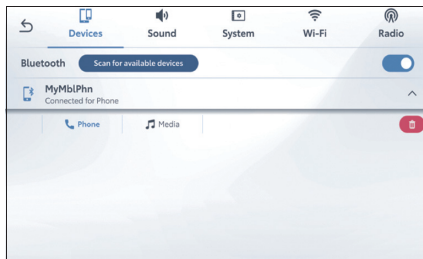 Devices
Sound
System
Wi-Fi
Radio
Bluetooth
Scan for available devices
MyMblPhn
Connected for Phone
Phone
Media